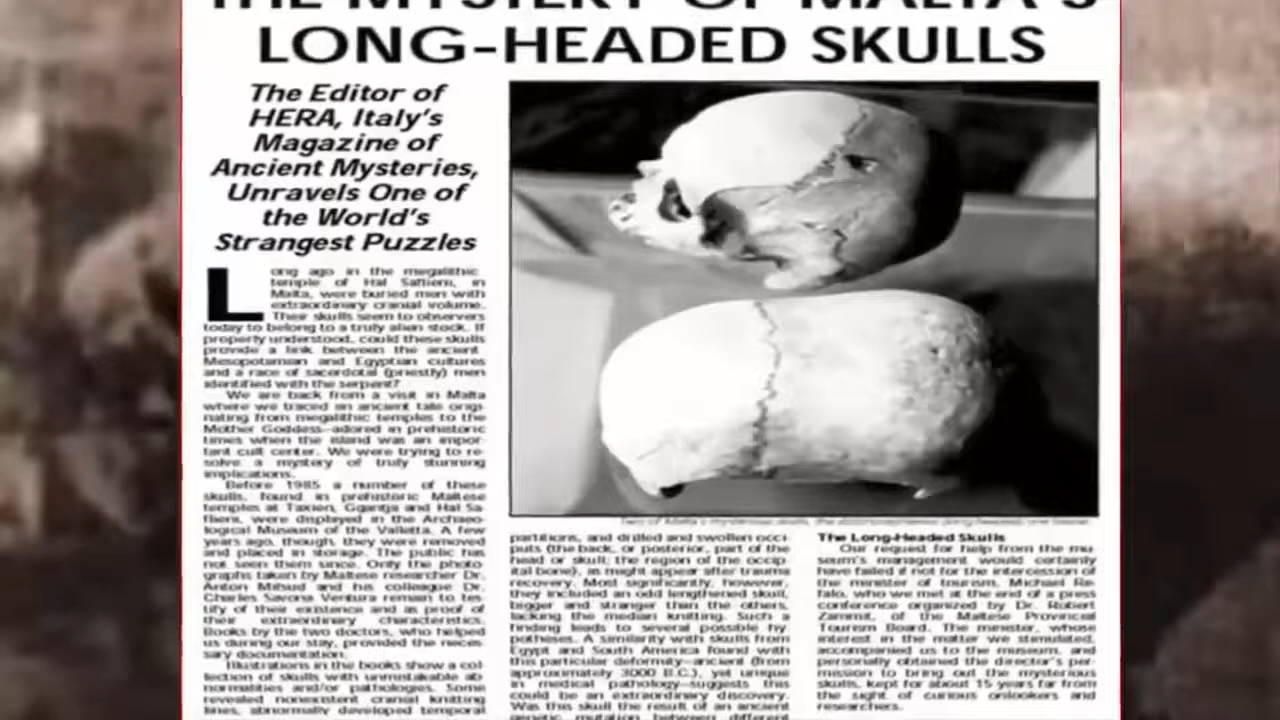 THE MYSTERY OF MALTA'S
LONG-HEADED SKULLS
The Editor of
HERA, Italy's
Magazine of
Ancient Mysteries,
Unravels One of
the World's
Strangest Puzzles
Long ago in the megalithic
temple of Hal Saflieni, in
Malta, were buried men with
extraordinary cranial volume.
Their skulls seem to observers
today to belong to a truly alien stock. If
properly understood, could these skulls
provide a link between the ancient
Mesopotamian and Egyptian cultures
and a race of sacerdotal (priestly) men
identified with the serpent?
We are back from a visit in Malta
where we traced an ancient tale origi-
nating from megalithic temples to the
Mother Goddess—adored in prehistoric
times when the island was an impor-
tant cult center. We were trying to re-
solve a mystery of truly stunning
implications.
Before 1985 a number of these
skulls, found in prehistoric Maltese
temples at Taxien, Ggantja and Hal Sa-
flieni, were displayed in the Archaeo-
logical Museum of the Valletta. A few
years ago, though, they were removed
and placed in storage. The public has
not seen them since. Only the photo-
graphs taken by Maltese researcher Dr.
Anton Mifsud and his colleague Dr.
Charles Savona Ventura remain to tes-
tify of their existence and as proof of
their extraordinary characteristics.
Books by the two doctors, who helped
us during our stay, provided the neces-
sary documentation.
Illustrations in the books show a col-
lection of skulls with unmistakable ab-
normalities and/or pathologies. Some
revealed nonexistent cranial knitting
lines, abnormally developed temporal
partitions, and drilled and swollen occi-
puts (the back, or posterior, part of the
head or skull; the region of the occip-
ital bone), as might appear after trauma
recovery. Most significantly, however,
they included an odd lengthened skull,
bigger and stranger than the others,
lacking the median knitting. Such a
finding leads to several possible hy-
potheses. A similarity with skulls from
Egypt and South America found with
this particular deformity—ancient (from
approximately 3000 B.C.), yet unique
in medical pathology—suggests this
could be an extraordinary discovery.
Was this skull the result of an ancient
genetic mutation between different
The Long-Headed Skulls
Our request for help from the mu-
seum's management would certainly
have failed if not for the intercession of
the minister of tourism, Michael Re-
falo, who we met at the end of a press
conference organized by Dr. Robert
Zammit, of the Maltese Provincial
Tourism Board. The minister, whose
interest in the matter we stimulated,
accompanied us to the museum, and
personally obtained the director's per-
mission to bring out the mysterious
skulls, kept for about 15 years far from
the sight of curious onlookers and
researchers.